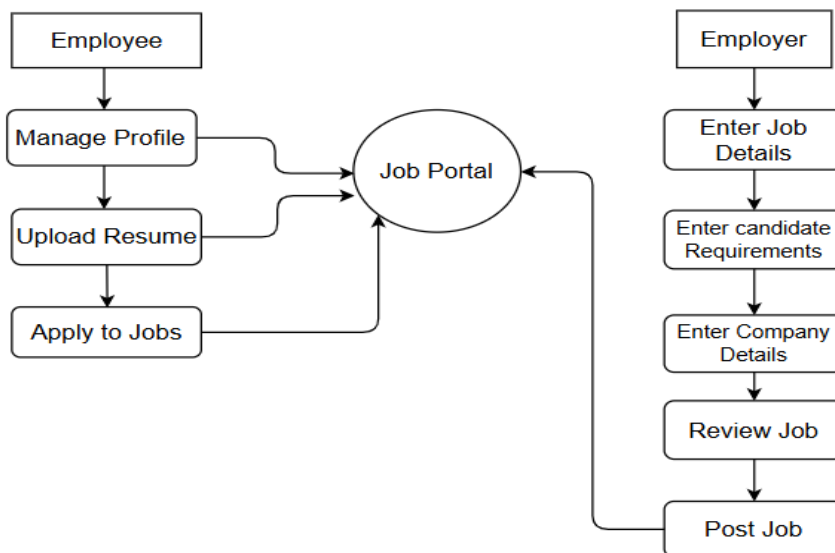 Employee
Manage Profile
Upload Resume
Apply to Jobs
Job Portal
Employer
Enter Job
Details
Enter candidate
Requirements
Enter Company
Details
Review Job
Post Job